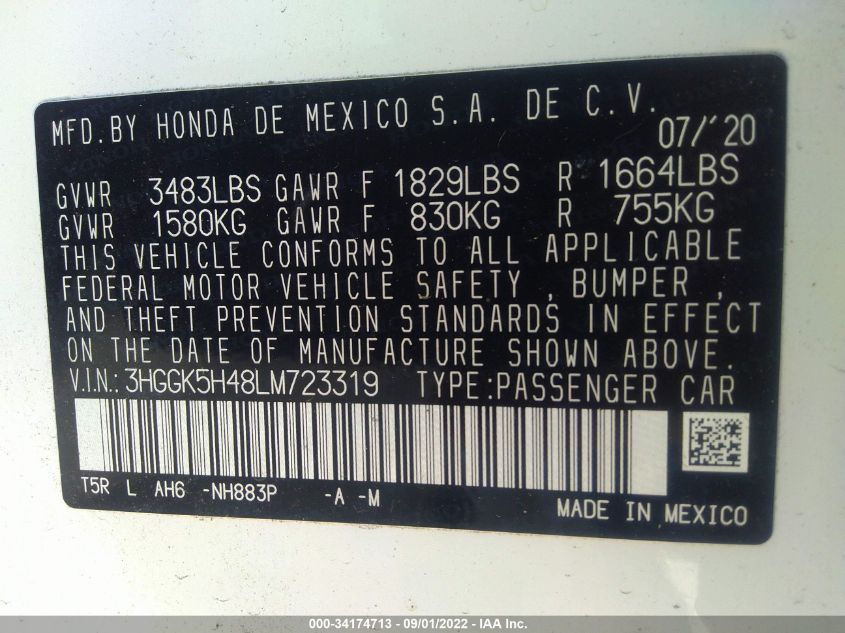 MFD.BY HONDA DE MEXICO S.A. DE C.V.
07/'20
GVWR 3483LBS GAWR F 1829LBS R 1664LBS
GVWR 1580KG GAWR F 830KG R 755KG
THIS VEHICLE CONFORMS TO ALL APPLICABLE
FEDERAL MOTOR VEHICLE SAFETY , BUMPER ,
AND THEFT PREVENTION STANDARDS IN EFFECT
ON THE DATE OF MANUFACTURE SHOWN ABOVE.
V.I.N.: 3HGGK5H48LM723319 TYPE:PASSENGER CAR
T5R L AH6 -NH883P -A -M
MADE IN MEXICO
000-34174713 - 09/01/2022 - IAA Inc.